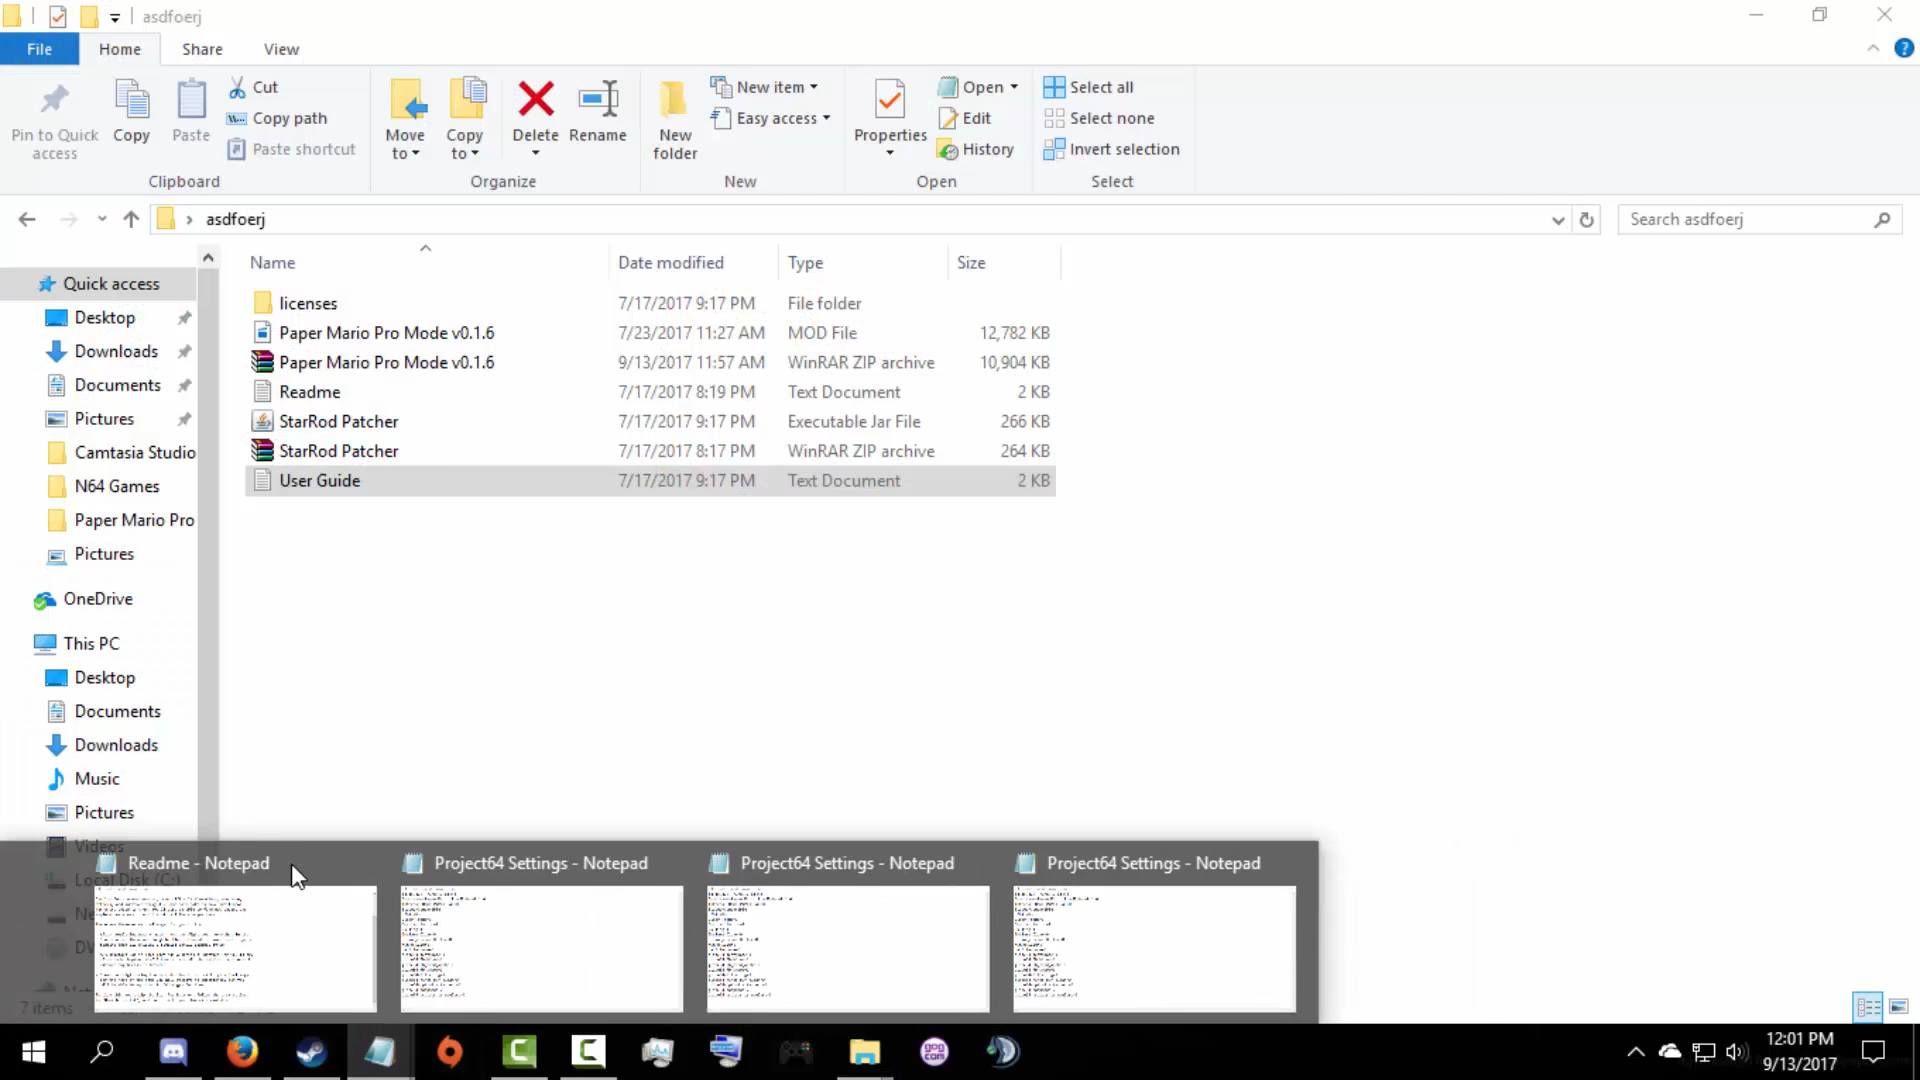 asdfoerj
File Home Share View
Pin to Quick access
Copy
Paste
Cut
Copy path
Paste shortcut
Clipboard
Move to
Copy to
Delete
Rename
Organize
New folder
New item
Easy access
New
Properties
Open
Edit
History
Open
Select all
Select none
Invert selection
Select
asdfoerj
Search asdfoerj
Name Date modified Type Size
licenses 7/17/2017 9:17 PM File folder
Paper Mario Pro Mode v0.1.6 7/23/2017 11:27 AM MOD File 12,782 KB
Paper Mario Pro Mode v0.1.6 9/13/2017 11:57 AM WinRAR ZIP archive 10,904 KB
Readme 7/17/2017 8:19 PM Text Document 2 KB
StarRod Patcher 7/17/2017 9:17 PM Executable Jar File 266 KB
StarRod Patcher 7/17/2017 8:17 PM WinRAR ZIP archive 264 KB
User Guide 7/17/2017 9:17 PM Text Document 2 KB
Quick access
Desktop
Downloads
Documents
Pictures
Camtasia Studio
N64 Games
Paper Mario Pro
Pictures
OneDrive
This PC
Desktop
Documents
Downloads
Music
Pictures
Videos
Local Disk (C:)
7 items
Readme - Notepad Project64 Settings - Notepad Project64 Settings - Notepad Project64 Settings - Notepad
12:01 PM
9/13/2017